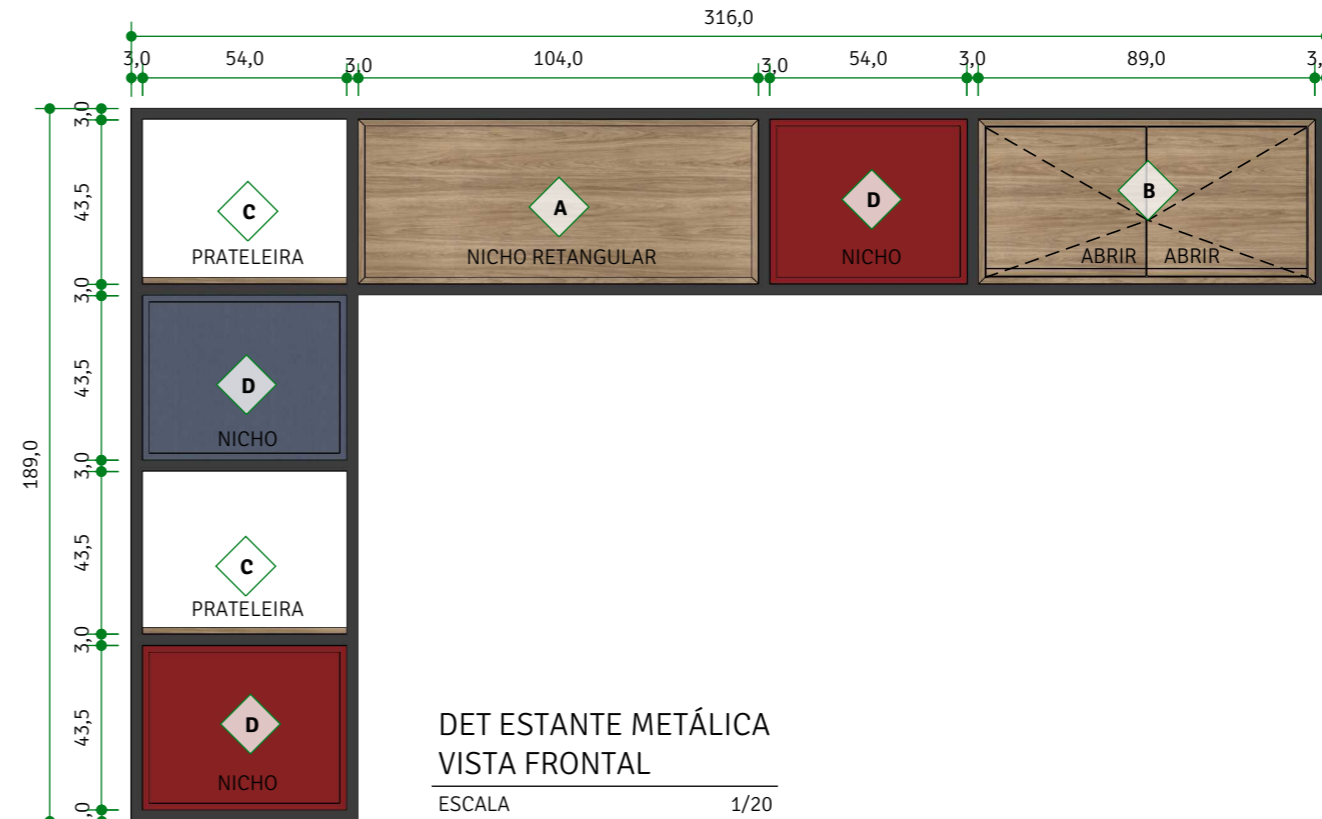 316,0
3,0 54,0 3,0 104,0 3,0 54,0 3,0 89,0 3,
3,0
43,5
C
PRATELEIRA
A
NICHO RETANGULAR
D
NICHO
B
ABRIR ABRIR
3,0
43,5
D
NICHO
189,0
3,0
43,5
C
PRATELEIRA
3,0
43,5
D
NICHO
,0
DET ESTANTE METÁLICA
VISTA FRONTAL
ESCALA 1/20